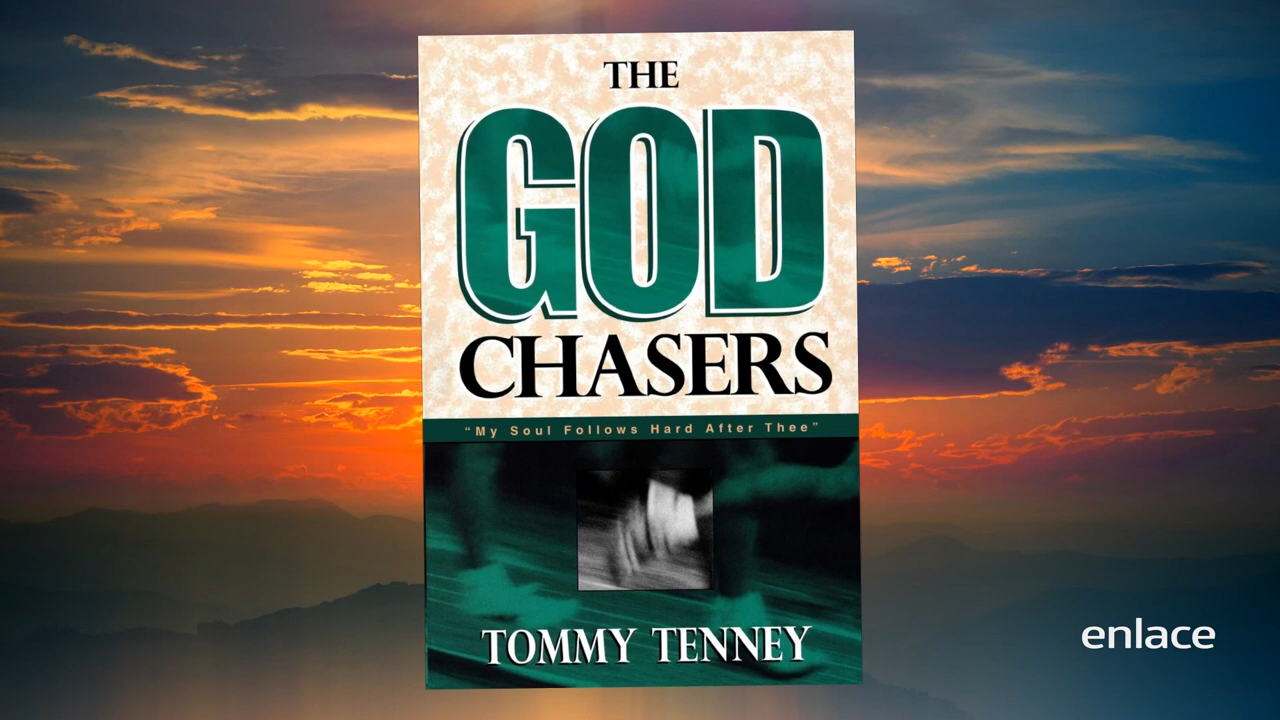 THE
GOD
CHASERS
"My Soul Follows Hard After Thee"
TOMMY TENNEY
enlace